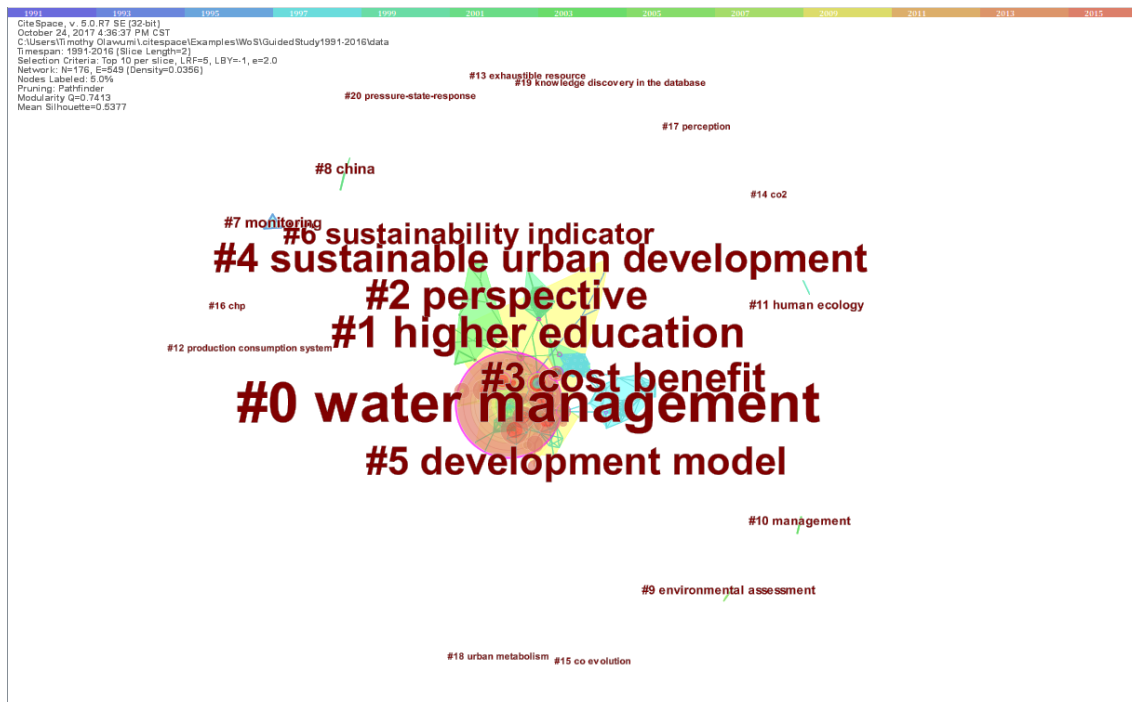 1991 1993 1995 1997 1999 2001 2003 2005 2007 2009 2011 2013 2015
CiteSpace, v. 5.0.R7 SE (32-bit)
October 24, 2017 4:36:37 PM CST
C:\Users\Timothy Olawumi\.citespace\Examples\WoS\GuidedStudy1991-2016\data
Timespan: 1991-2016 (Slice Length=2)
Selection Criteria: Top 10 per slice, LRF=5, LBY=-1, e=2.0
Network: N=176, E=549 (Density=0.0356)
Nodes Labeled: 5.0%
Pruning: Pathfinder
Modularity Q=0.7413
Mean Silhouette=0.5377
#13 exhaustible resource
#19 knowledge discovery in the database
#20 pressure-state-response
#17 perception
#8 china
#14 co2
#7 monitoring
#6 sustainability indicator
#4 sustainable urban development
#2 perspective
#16 chp
#11 human ecology
#1 higher education
#12 production consumption system
#3 cost benefit
#0 water management
#5 development model
#10 management
#9 environmental assessment
#18 urban metabolism
#15 co evolution